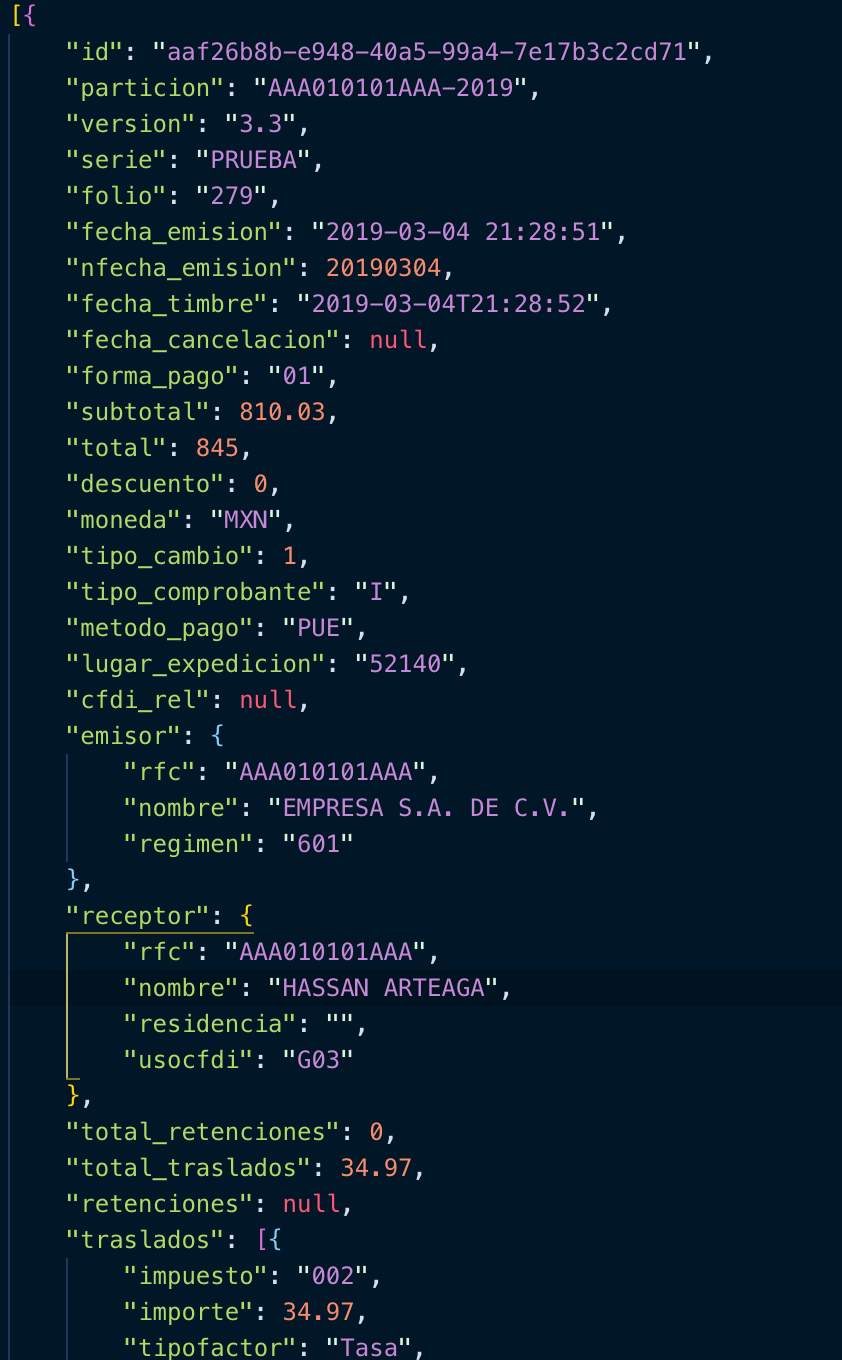 [{
"id": "aaf26b8b-e948-40a5-99a4-7e17b3c2cd71",
"particion": "AAA010101AAA-2019",
"version": "3.3",
"serie": "PRUEBA",
"folio": "279",
"fecha_emision": "2019-03-04 21:28:51",
"nfecha_emision": 20190304,
"fecha_timbre": "2019-03-04T21:28:52",
"fecha_cancelacion": null,
"forma_pago": "01",
"subtotal": 810.03,
"total": 845,
"descuento": 0,
"moneda": "MXN",
"tipo_cambio": 1,
"tipo_comprobante": "I",
"metodo_pago": "PUE",
"lugar_expedicion": "52140",
"cfdi_rel": null,
"emisor": {
"rfc": "AAA010101AAA",
"nombre": "EMPRESA S.A. DE C.V.",
"regimen": "601"
},
"receptor": {
"rfc": "AAA010101AAA",
"nombre": "HASSAN ARTEAGA",
"residencia": "",
"usocfdi": "G03"
},
"total_retenciones": 0,
"total_traslados": 34.97,
"retenciones": null,
"traslados": [{
"impuesto": "002",
"importe": 34.97,
"tipofactor": "Tasa",